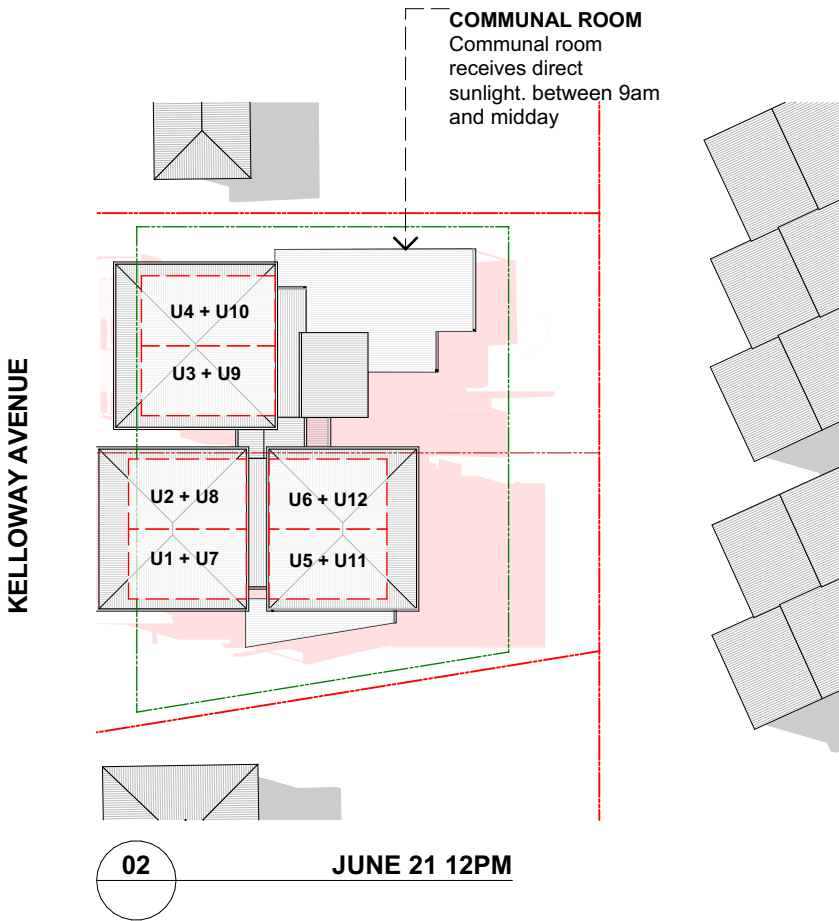 COMMUNAL ROOM
Communal room
receives direct
sunlight. between 9am
and midday
U4 + U10
U3 + U9
KELLOWAY AVENUE
U2 + U8
U6 + U12
U1 + U7
U5 + U11
02
JUNE 21 12PM